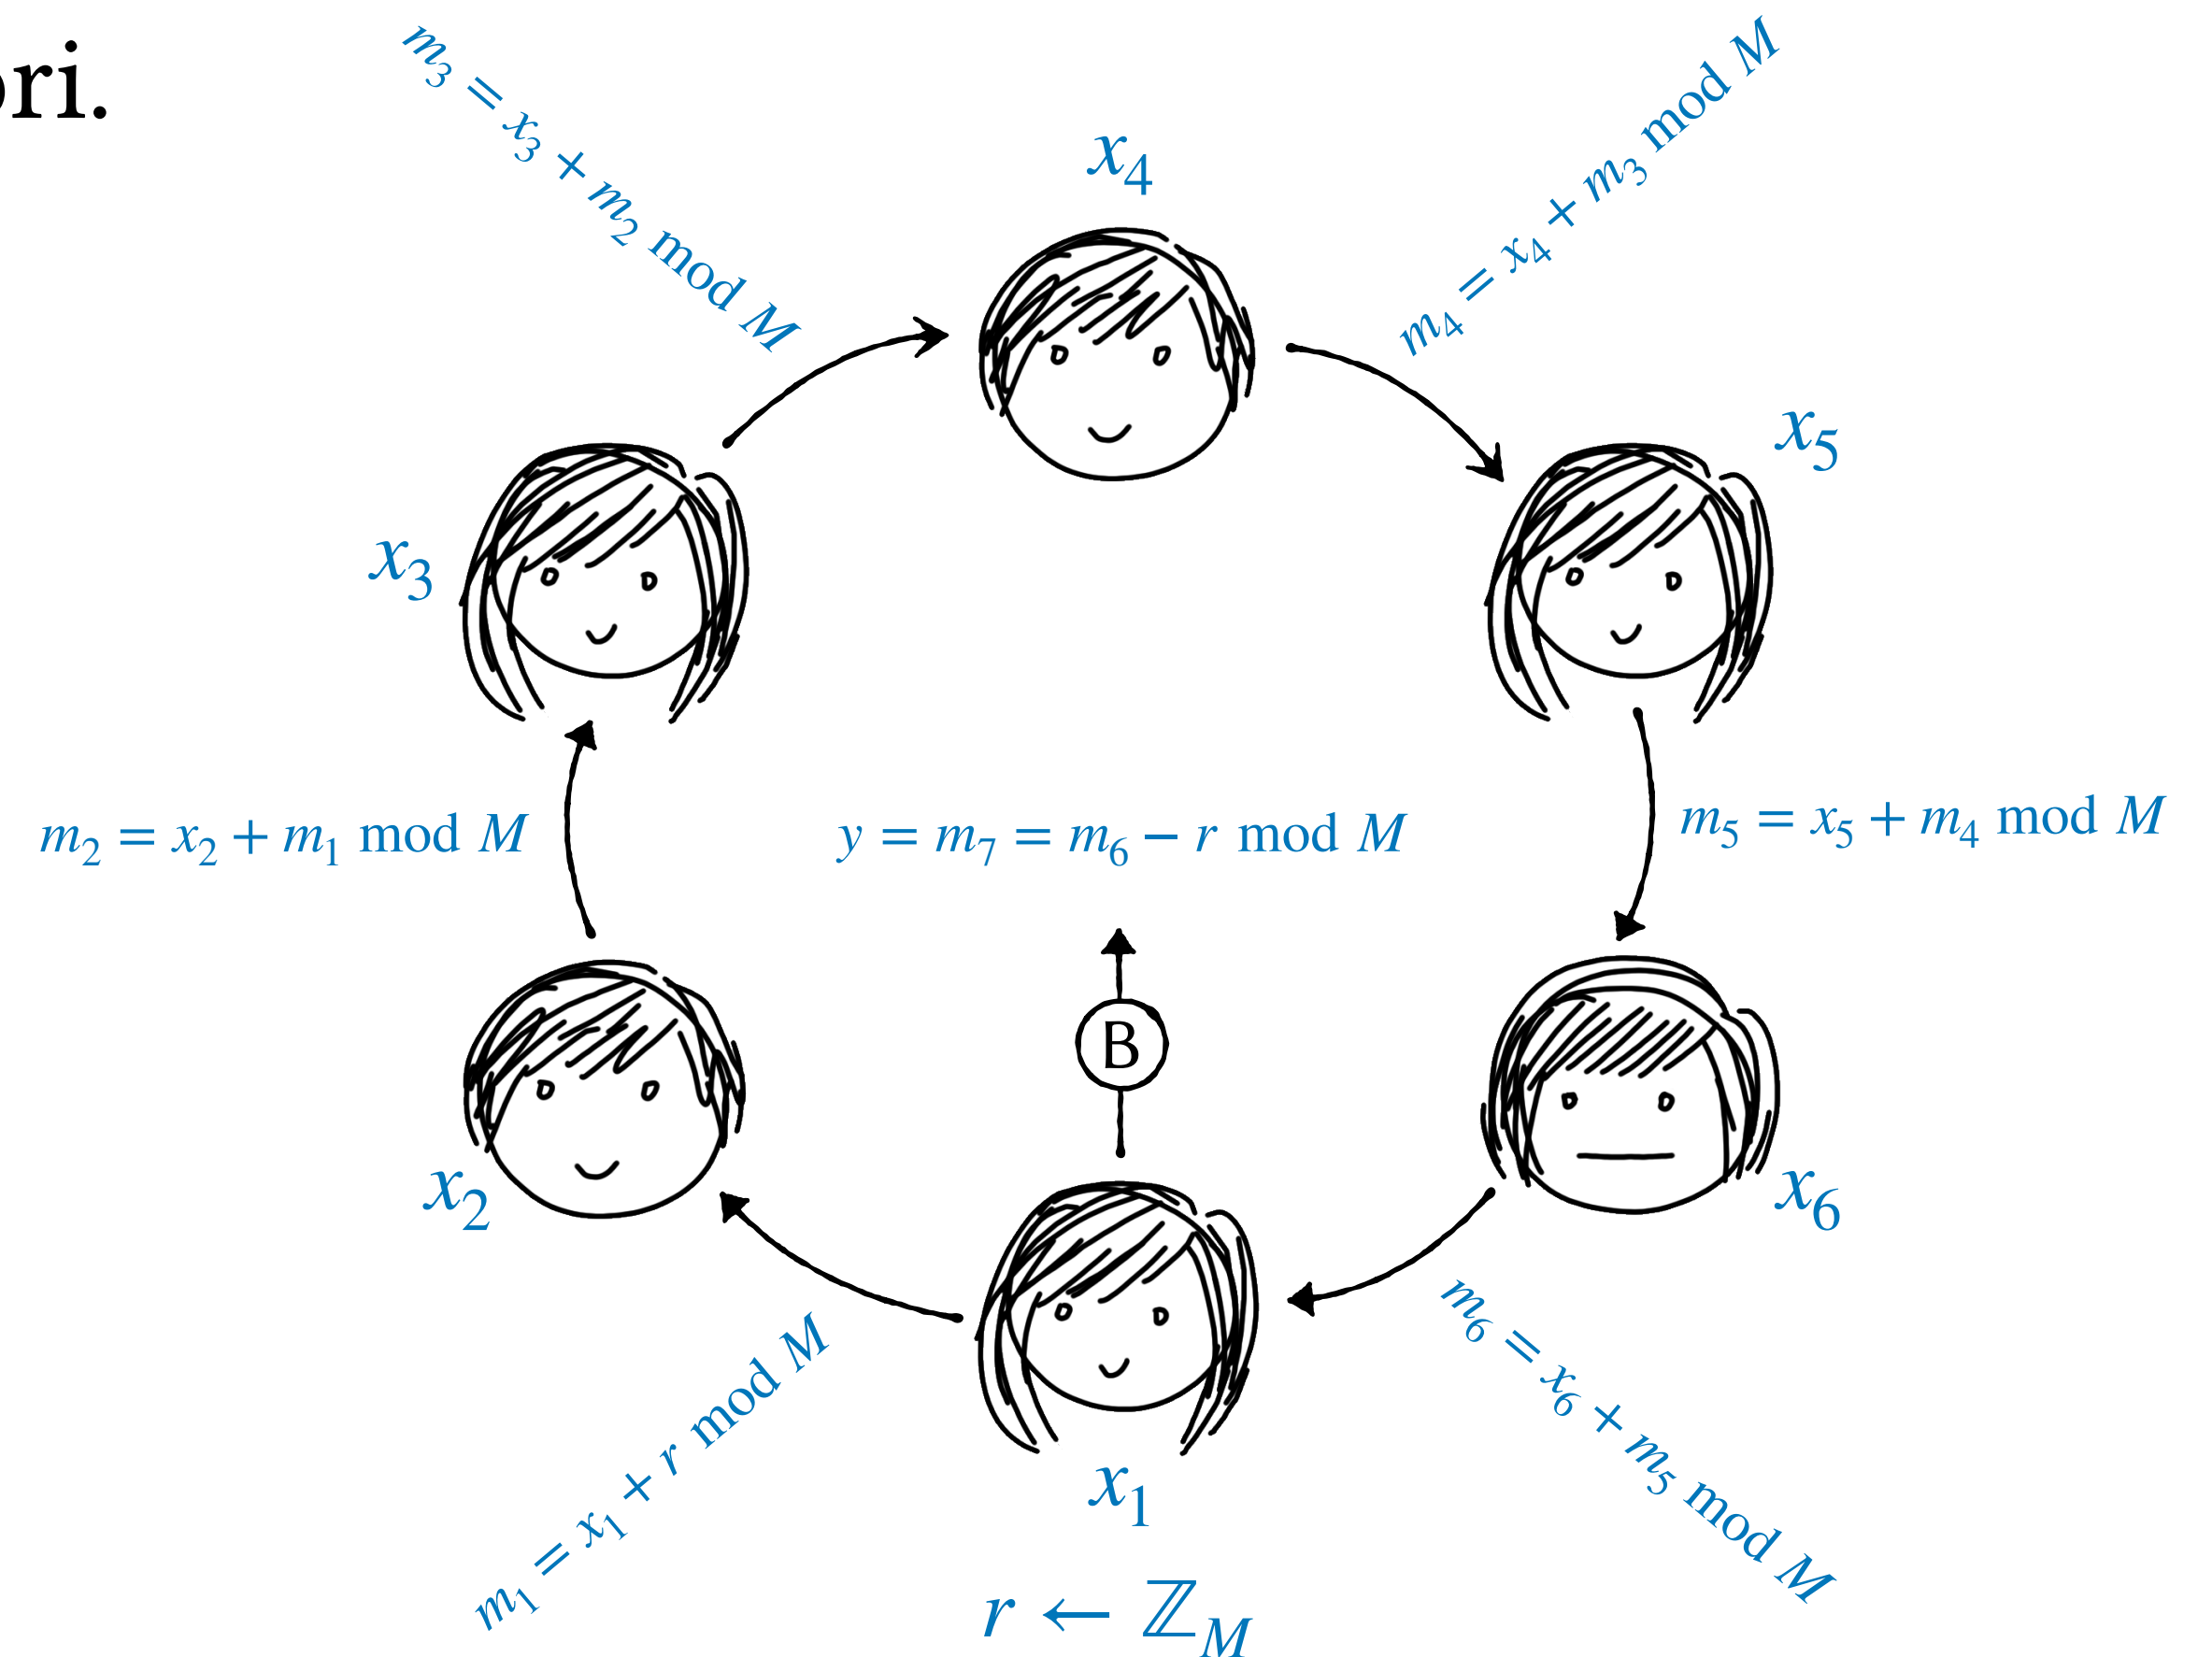 ori.
m₃ = x₃ + m₂ mod M
x₄
m₄ = x₄ + m₃ mod M
x₃
x₅
m₂ = x₂ + m₁ mod M
y = m₇ = m₆ − r mod M
m₅ = x₅ + m₄ mod M
B
x₂
x₆
m₁ = x₁ + r mod M
x₁
m₆ = x₆ + m₅ mod M
r ← ℤ_M